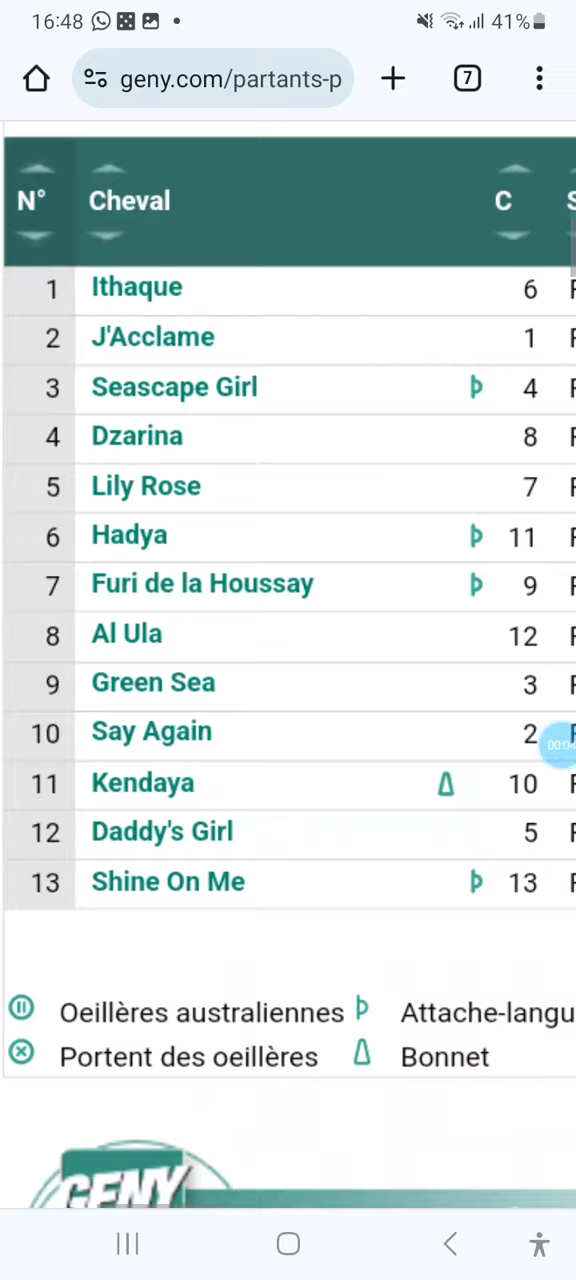 16:48 41%
geny.com/partants-p 7
N° Cheval C S
1 Ithaque 6 F
2 J'Acclame 1 F
3 Seascape Girl 4 F
4 Dzarina 8 F
5 Lily Rose 7 F
6 Hadya 11 F
7 Furi de la Houssay 9 F
8 Al Ula 12 F
9 Green Sea 3 F
10 Say Again 2 F
00:04
11 Kendaya 10 F
12 Daddy's Girl 5 F
13 Shine On Me 13 F
Oeillères australiennes Attache-langu
Portent des oeillères Bonnet
GENY